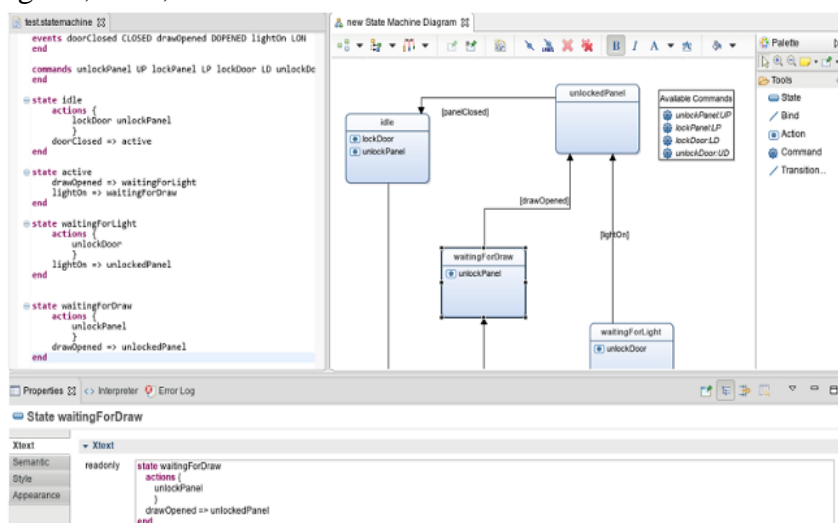 test.statemachine
events doorClosed CLOSED drawOpened DOPENED lightOn LON
end
commands unlockPanel UP lockPanel LP lockDoor LD unlockDc
end
state idle
actions {
lockDoor unlockPanel
}
doorClosed => active
end
state active
drawOpened => waitingForLight
lightOn => waitingForDraw
end
state waitingForLight
actions {
unlockDoor
}
lightOn => unlockedPanel
end
state waitingForDraw
actions {
unlockPanel
}
drawOpened => unlockedPanel
end
new State Machine Diagram
B I A
idle
lockDoor
unlockPanel
[panelClosed]
unlockedPanel
Available Commands
unlockPanel:UP
lockPanel:LP
lockDoor:LD
unlockDoor:UD
[drawOpened]
[lightOn]
waitingForDraw
unlockPanel
waitingForLight
unlockDoor
Palette
Tools
State
Bind
Action
Command
Transition...
Properties
Interpreter
Error Log
State waitingForDraw
Xtext
Semantic
Style
Appearance
Xtext
readonly
state waitingForDraw
actions {
unlockPanel
}
drawOpened => unlockedPanel
end